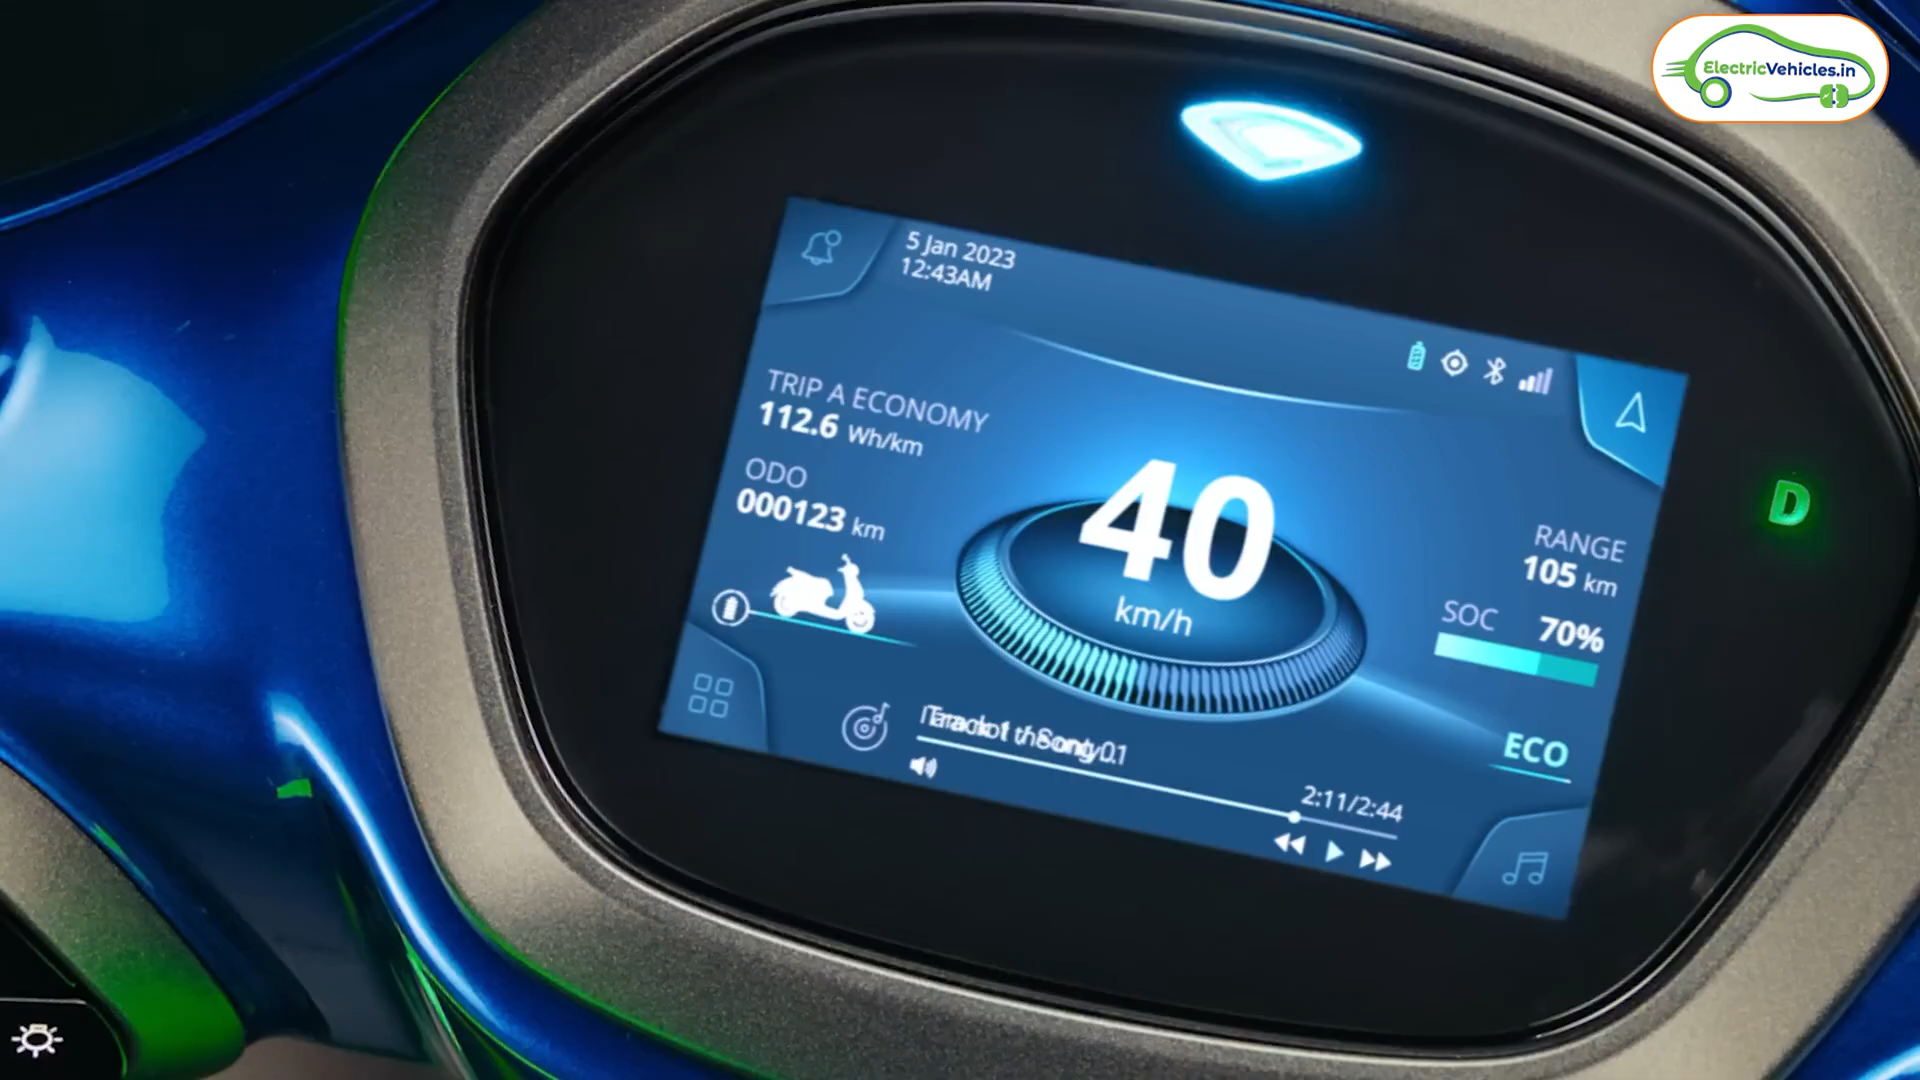 ElectricVehicles.in
5 Jan 2023
12:43AM
TRIP A ECONOMY
112.6 Wh/km
ODO
000123 km
40
km/h
D
RANGE
105 km
SOC 70%
ECO
2:11/2:44